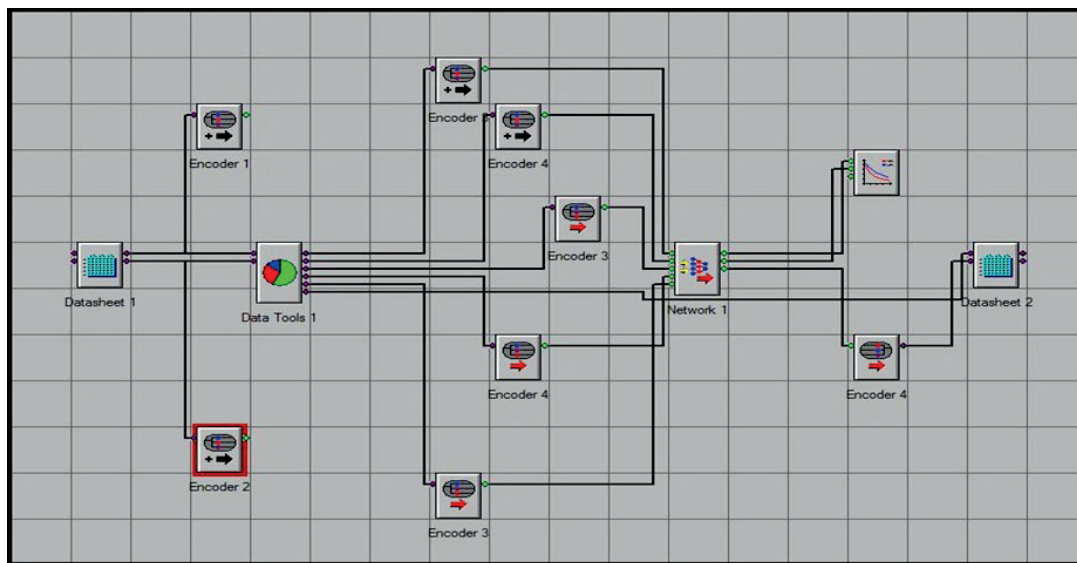 Encoder 1
Encoder
Encoder 4
Encoder 3
Datasheet 1
Data Tools 1
Network 1
Datasheet 2
Encoder 4
Encoder 4
Encoder 2
Encoder 3